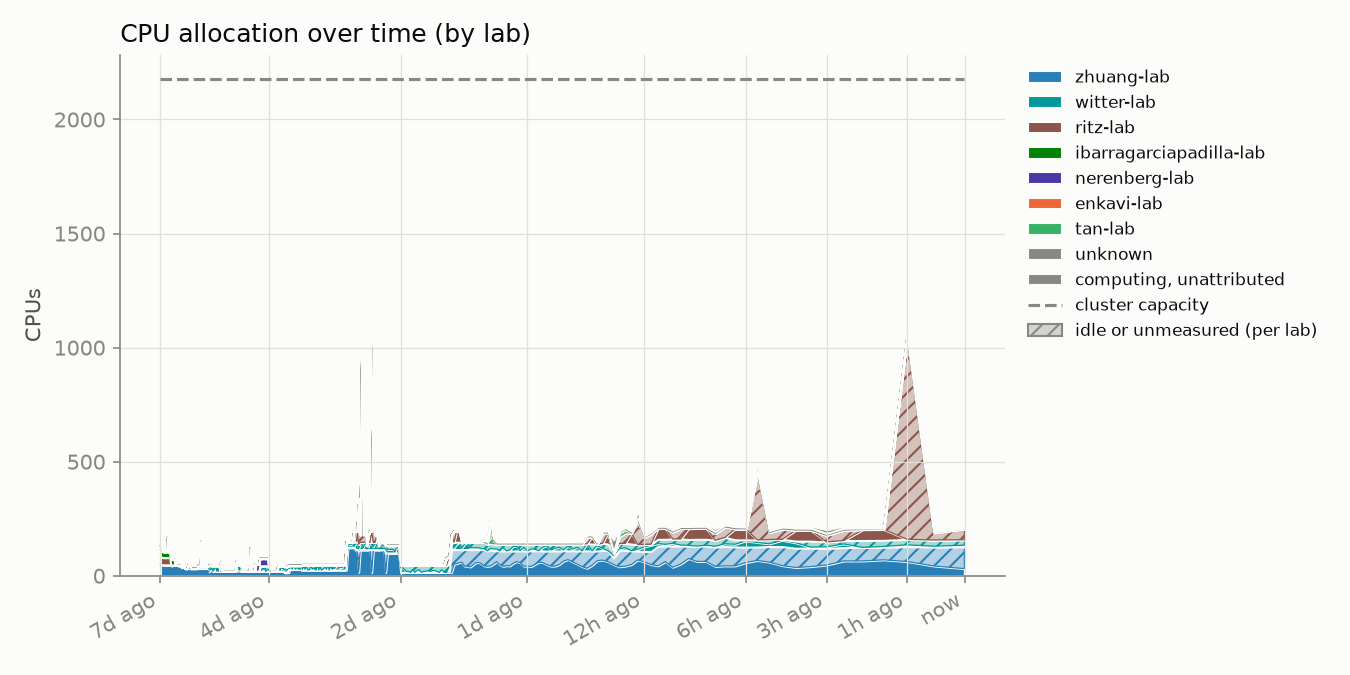 CPU allocation over time (by lab)
CPUs
2000
1500
1000
500
0
7d ago
4d ago
2d ago
1d ago
12h ago
6h ago
3h ago
1h ago
now
zhuang-lab
witter-lab
ritz-lab
ibarragarciapadilla-lab
nerenberg-lab
enkavi-lab
tan-lab
unknown
computing, unattributed
cluster capacity
idle or unmeasured (per lab)